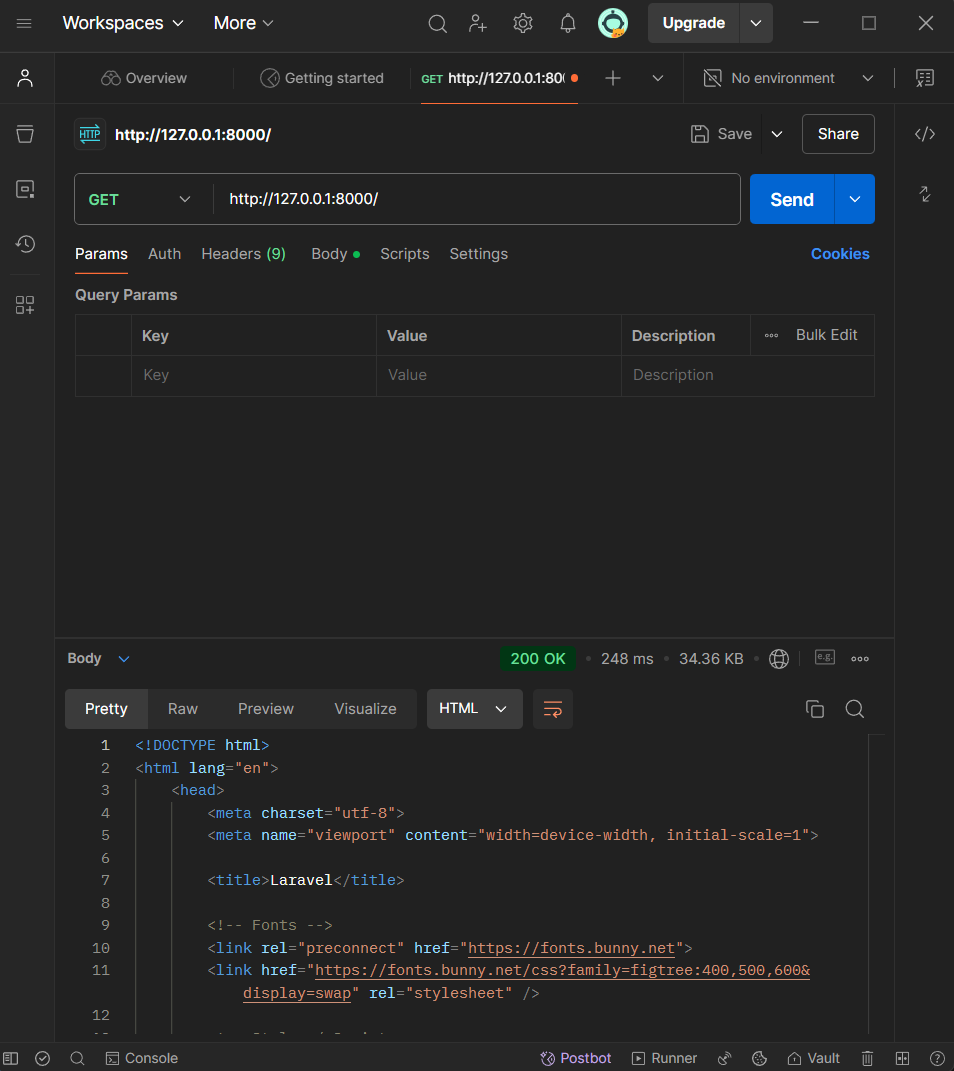 Workspaces More Upgrade
Overview Getting started GET http://127.0.0.1:80 No environment
HTTP http://127.0.0.1:8000/ Save Share
GET http://127.0.0.1:8000/ Send
Params Auth Headers (9) Body Scripts Settings Cookies
Query Params
Key Value Description Bulk Edit
Key Value Description
Body 200 OK 248 ms 34.36 KB e.g.
Pretty Raw Preview Visualize HTML
1 <!DOCTYPE html>
2 <html lang="en">
3 <head>
4 <meta charset="utf-8">
5 <meta name="viewport" content="width=device-width, initial-scale=1">
6
7 <title>Laravel</title>
8
9 <!-- Fonts -->
10 <link rel="preconnect" href="https://fonts.bunny.net">
11 <link href="https://fonts.bunny.net/css?family=figtree:400,500,600&
display=swap" rel="stylesheet" />
12
Console Postbot Runner Vault